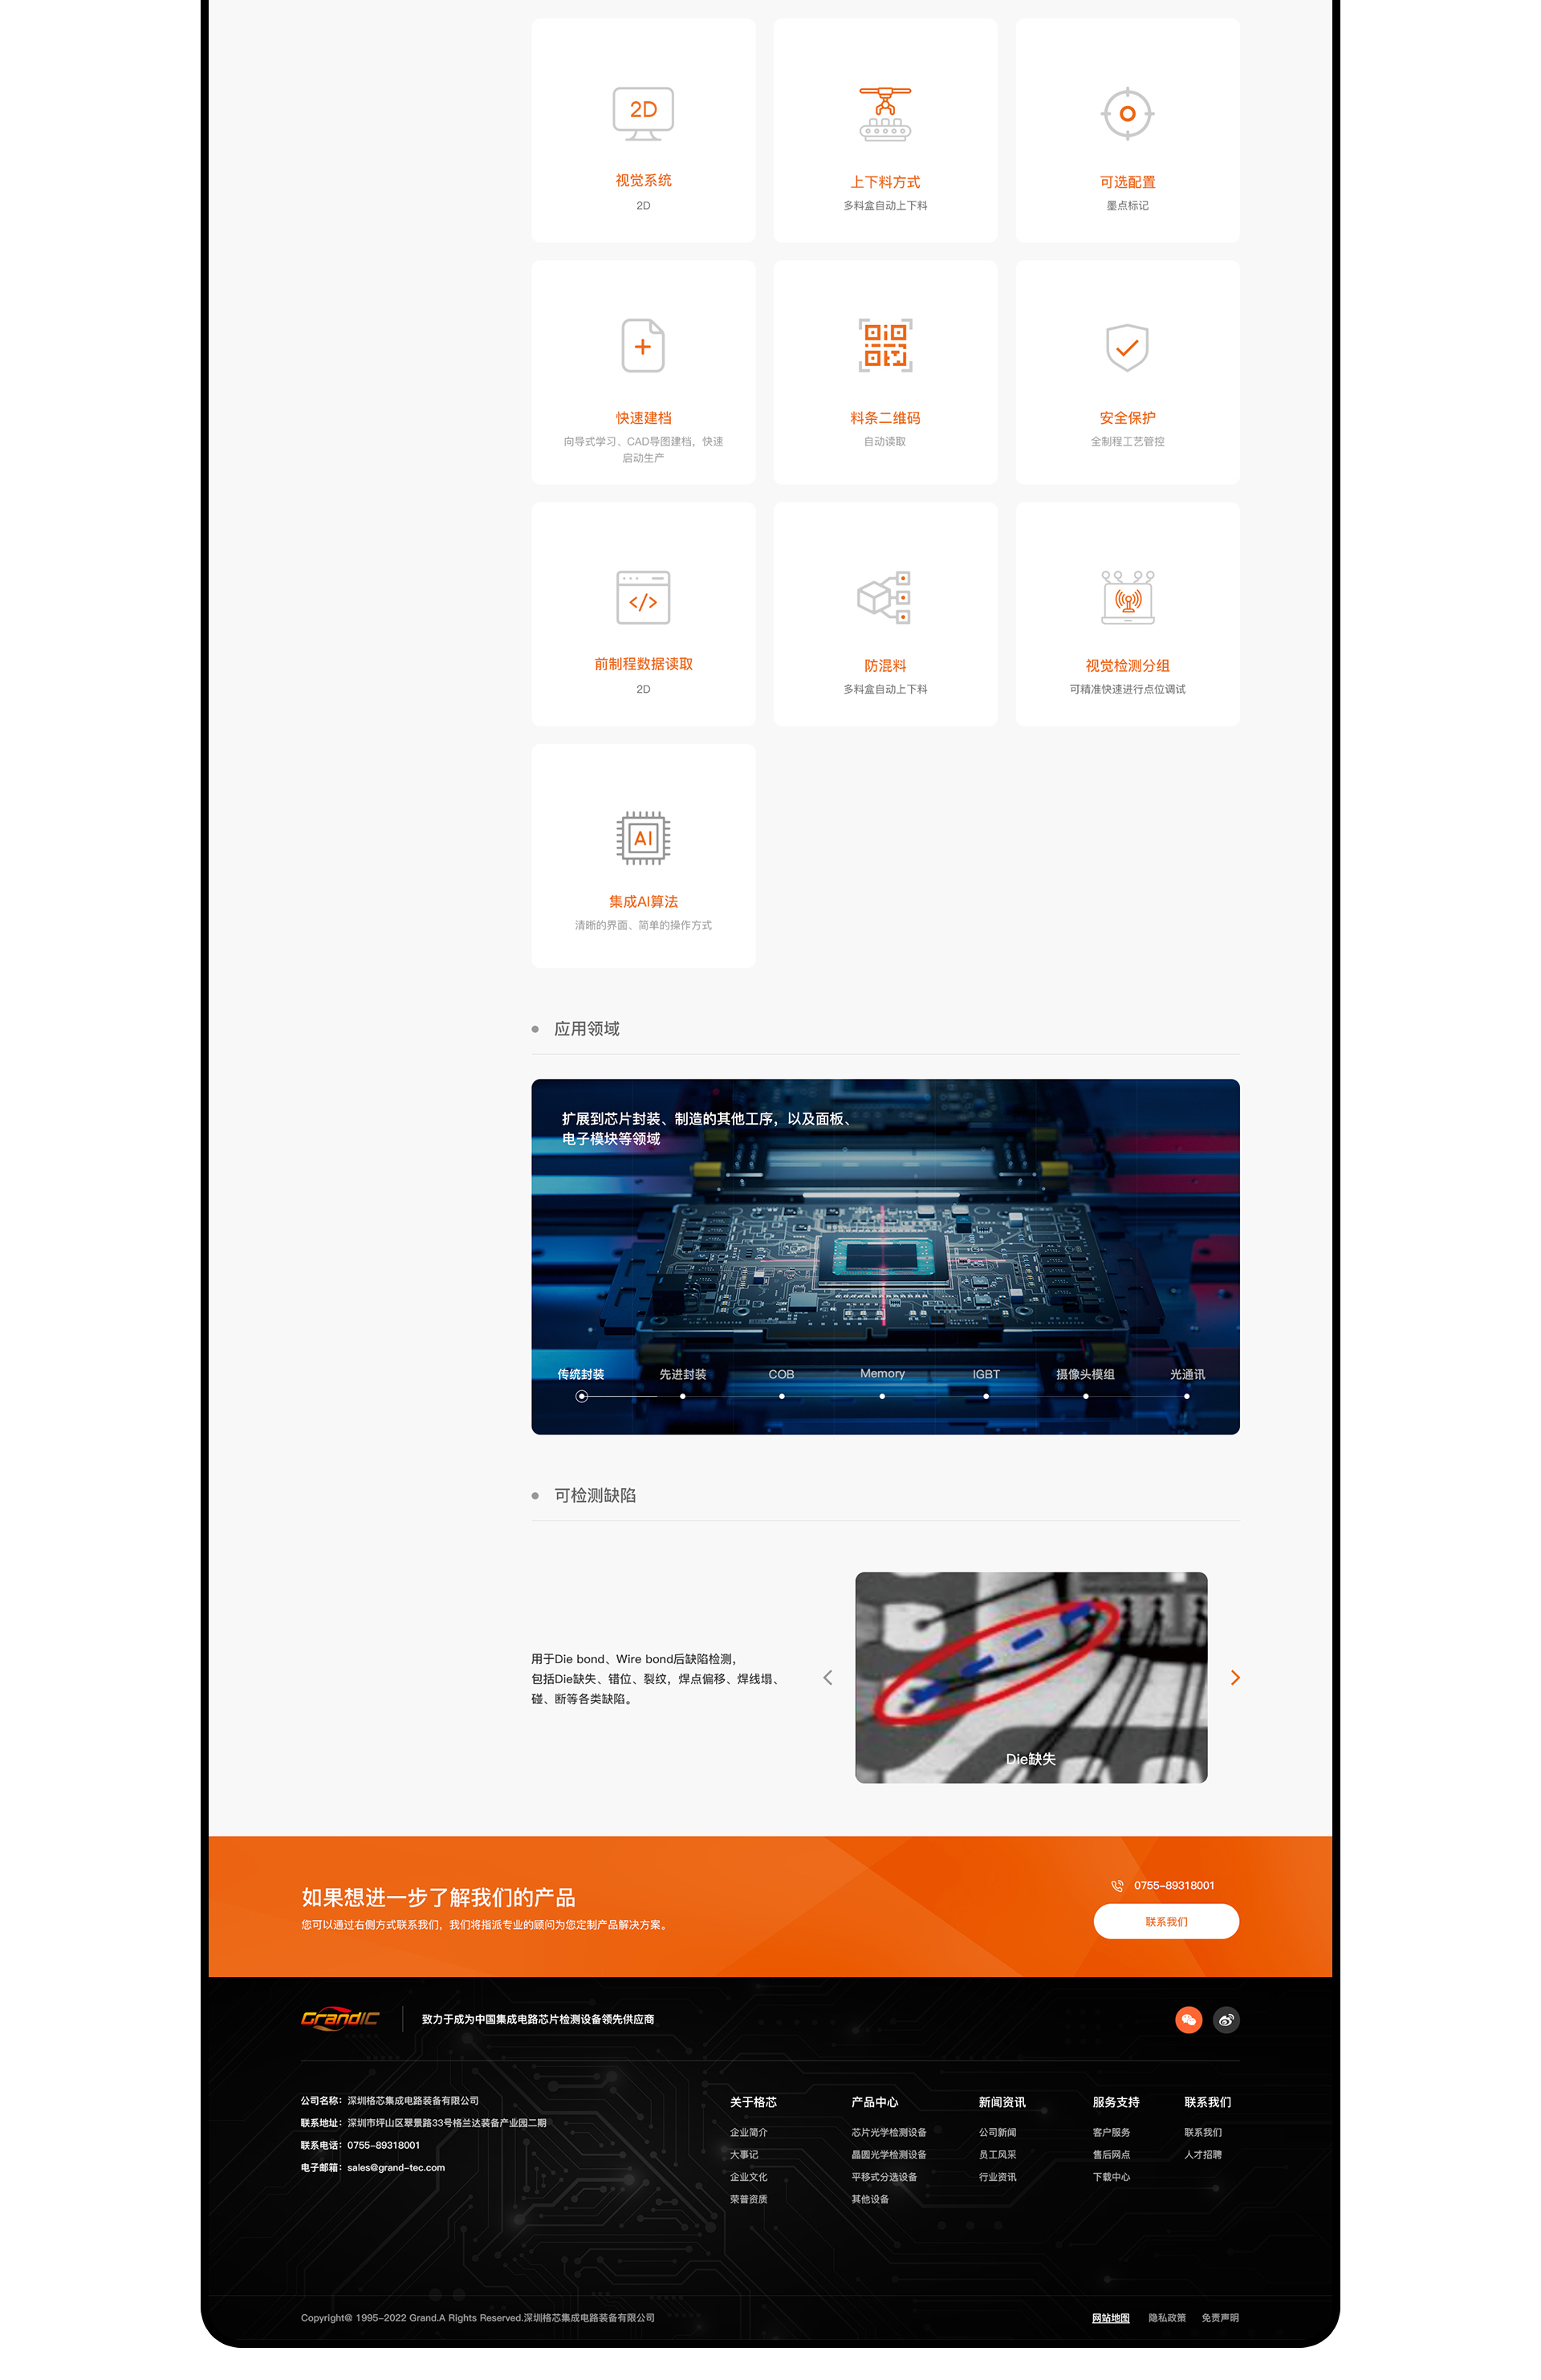 2D
视觉系统
2D
上下料方式
多料盒自动上下料
可选配置
墨点标记
快速建档
向导式学习、CAD导图建档，快速
启动生产
料条二维码
自动读取
安全保护
全制程工艺管控
</>
前制程数据读取
2D
防混料
多料盒自动上下料
视觉检测分组
可精准快速进行点位调试
AI
集成AI算法
清晰的界面、简单的操作方式
应用领域
扩展到芯片封装、制造的其他工序，以及面板、
电子模块等领域
传统封装
先进封装
COB
Memory
IGBT
摄像头模组
光通讯
可检测缺陷
用于Die bond、Wire bond后缺陷检测，
包括Die缺失、错位、裂纹，焊点偏移、焊线塌、
碰、断等各类缺陷。
Die缺失
如果想进一步了解我们的产品
您可以通过右侧方式联系我们，我们将指派专业的顾问为您定制产品解决方案。
0755-89318001
联系我们
GrandIC
致力于成为中国集成电路芯片检测设备领先供应商
公司名称：深圳格芯集成电路装备有限公司
联系地址：深圳市坪山区翠景路33号格兰达装备产业园二期
联系电话：0755-89318001
电子邮箱：sales@grand-tec.com
关于格芯
企业简介
大事记
企业文化
荣誉资质
产品中心
芯片光学检测设备
晶圆光学检测设备
平移式分选设备
其他设备
新闻资讯
公司新闻
员工风采
行业资讯
服务支持
客户服务
售后网点
下载中心
联系我们
联系我们
人才招聘
Copyright@ 1995-2022 Grand.A Rights Reserved.深圳格芯集成电路装备有限公司
网站地图
隐私政策
免责声明